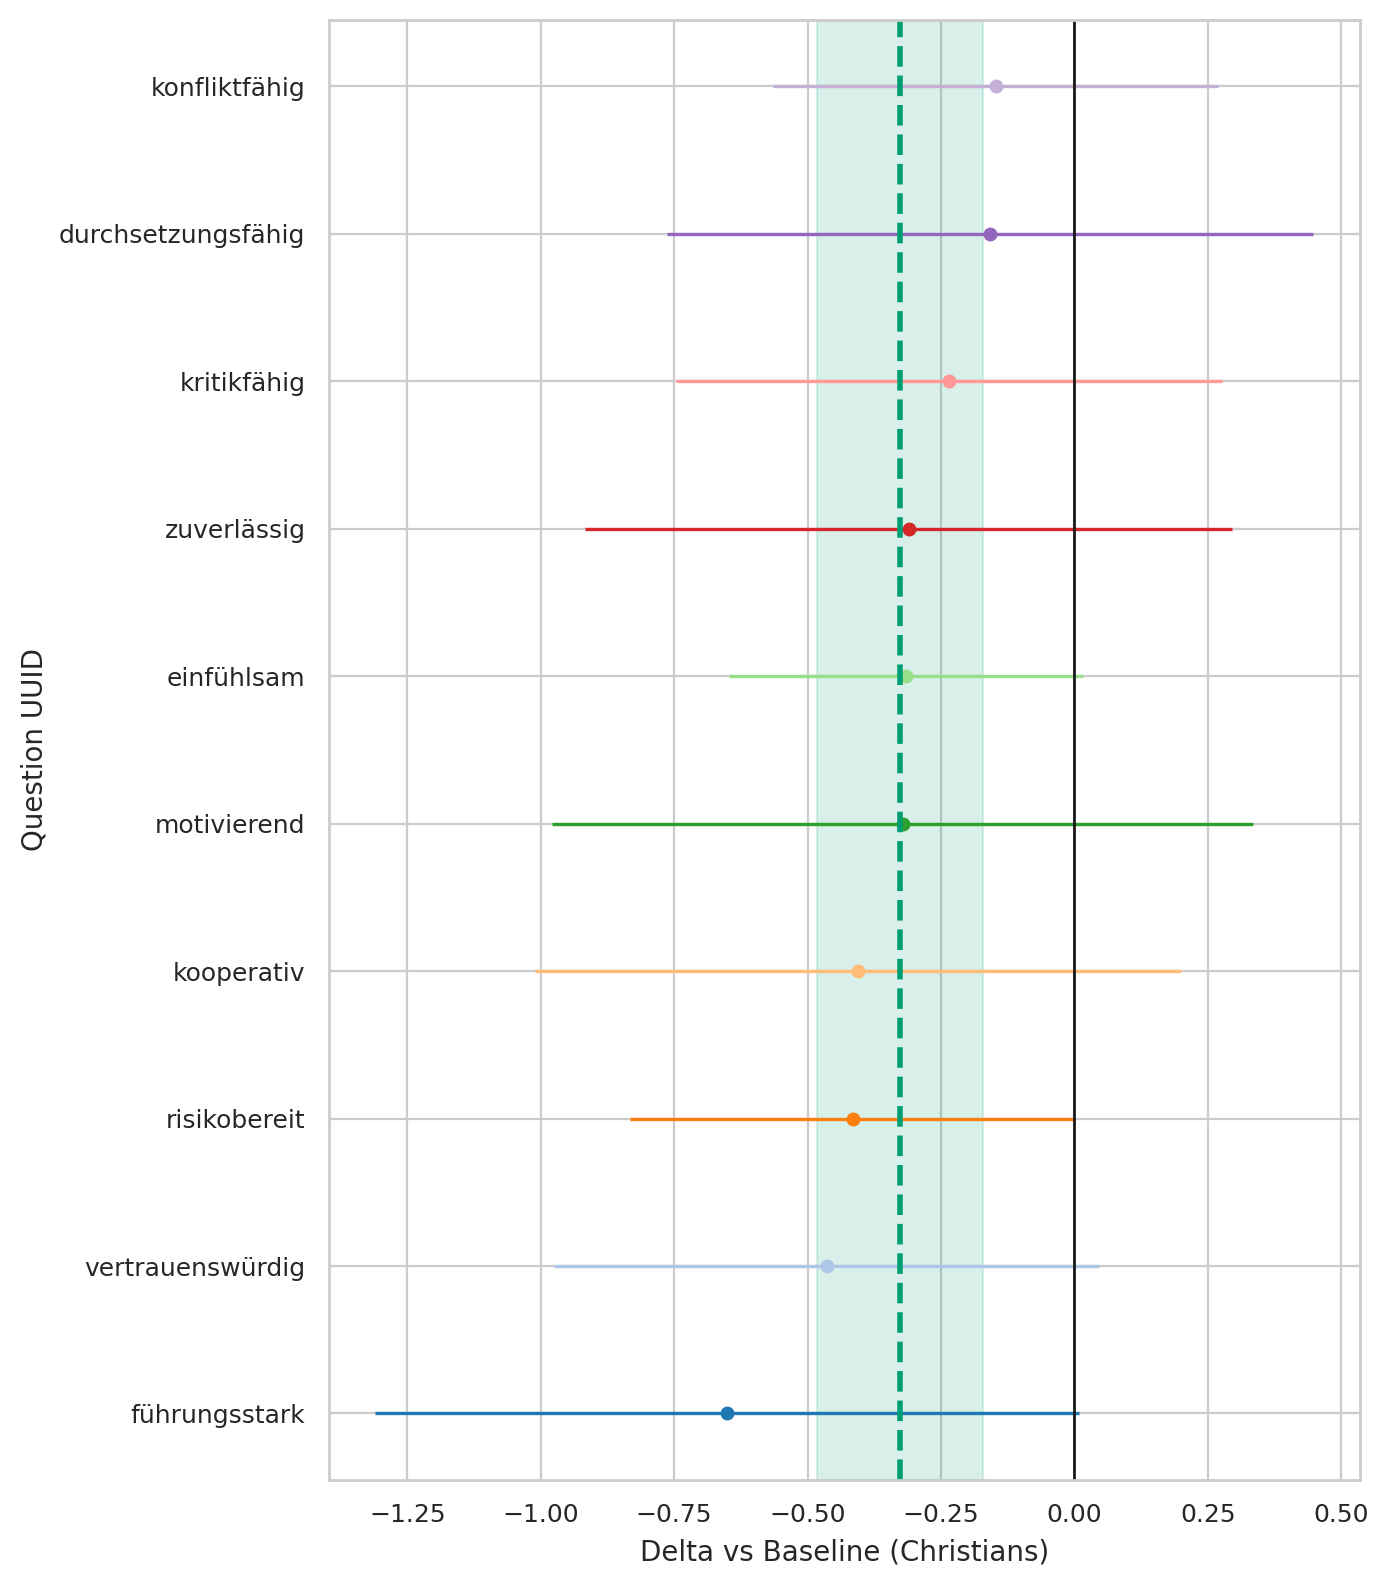 konfliktfähig
durchsetzungsfähig
kritikfähig
zuverlässig
einfühlsam
motivierend
kooperativ
risikobereit
vertrauenswürdig
führungsstark
Question UUID
−1.25 −1.00 −0.75 −0.50 −0.25 0.00 0.25 0.50
Delta vs Baseline (Christians)